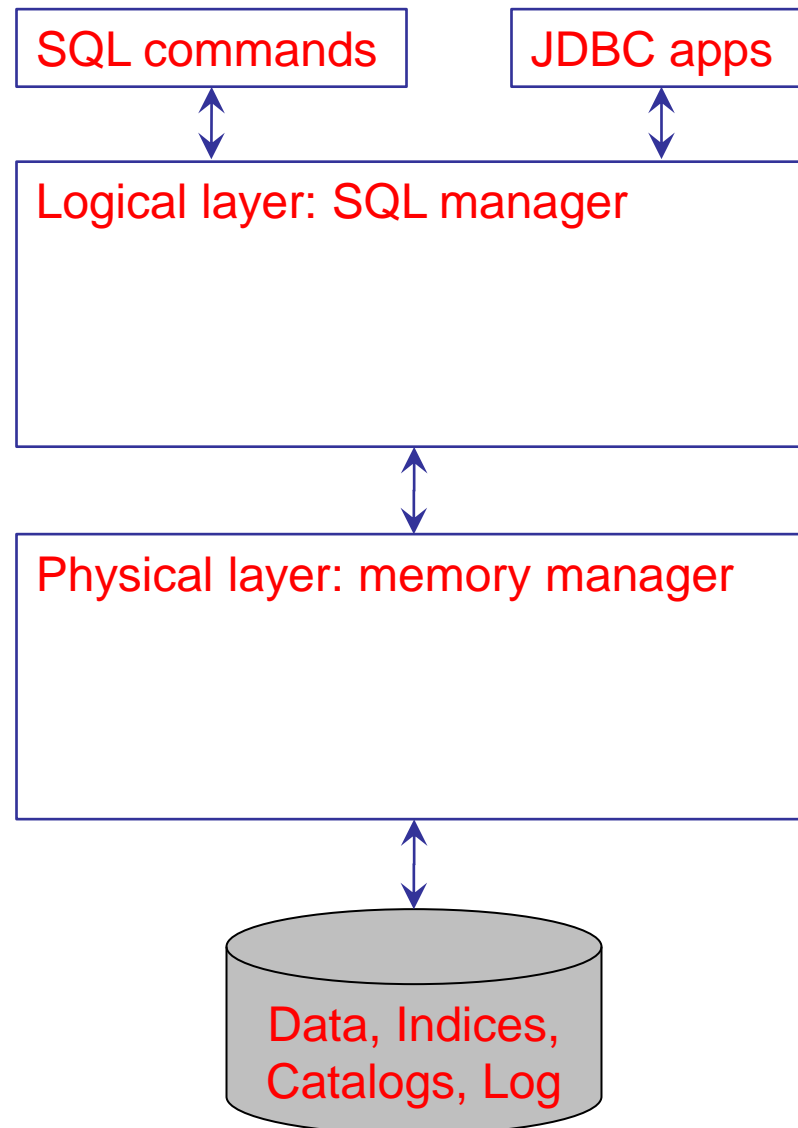 SQL commands
JDBC apps
Logical layer: SQL manager
Physical layer: memory manager
Data, Indices,
Catalogs, Log